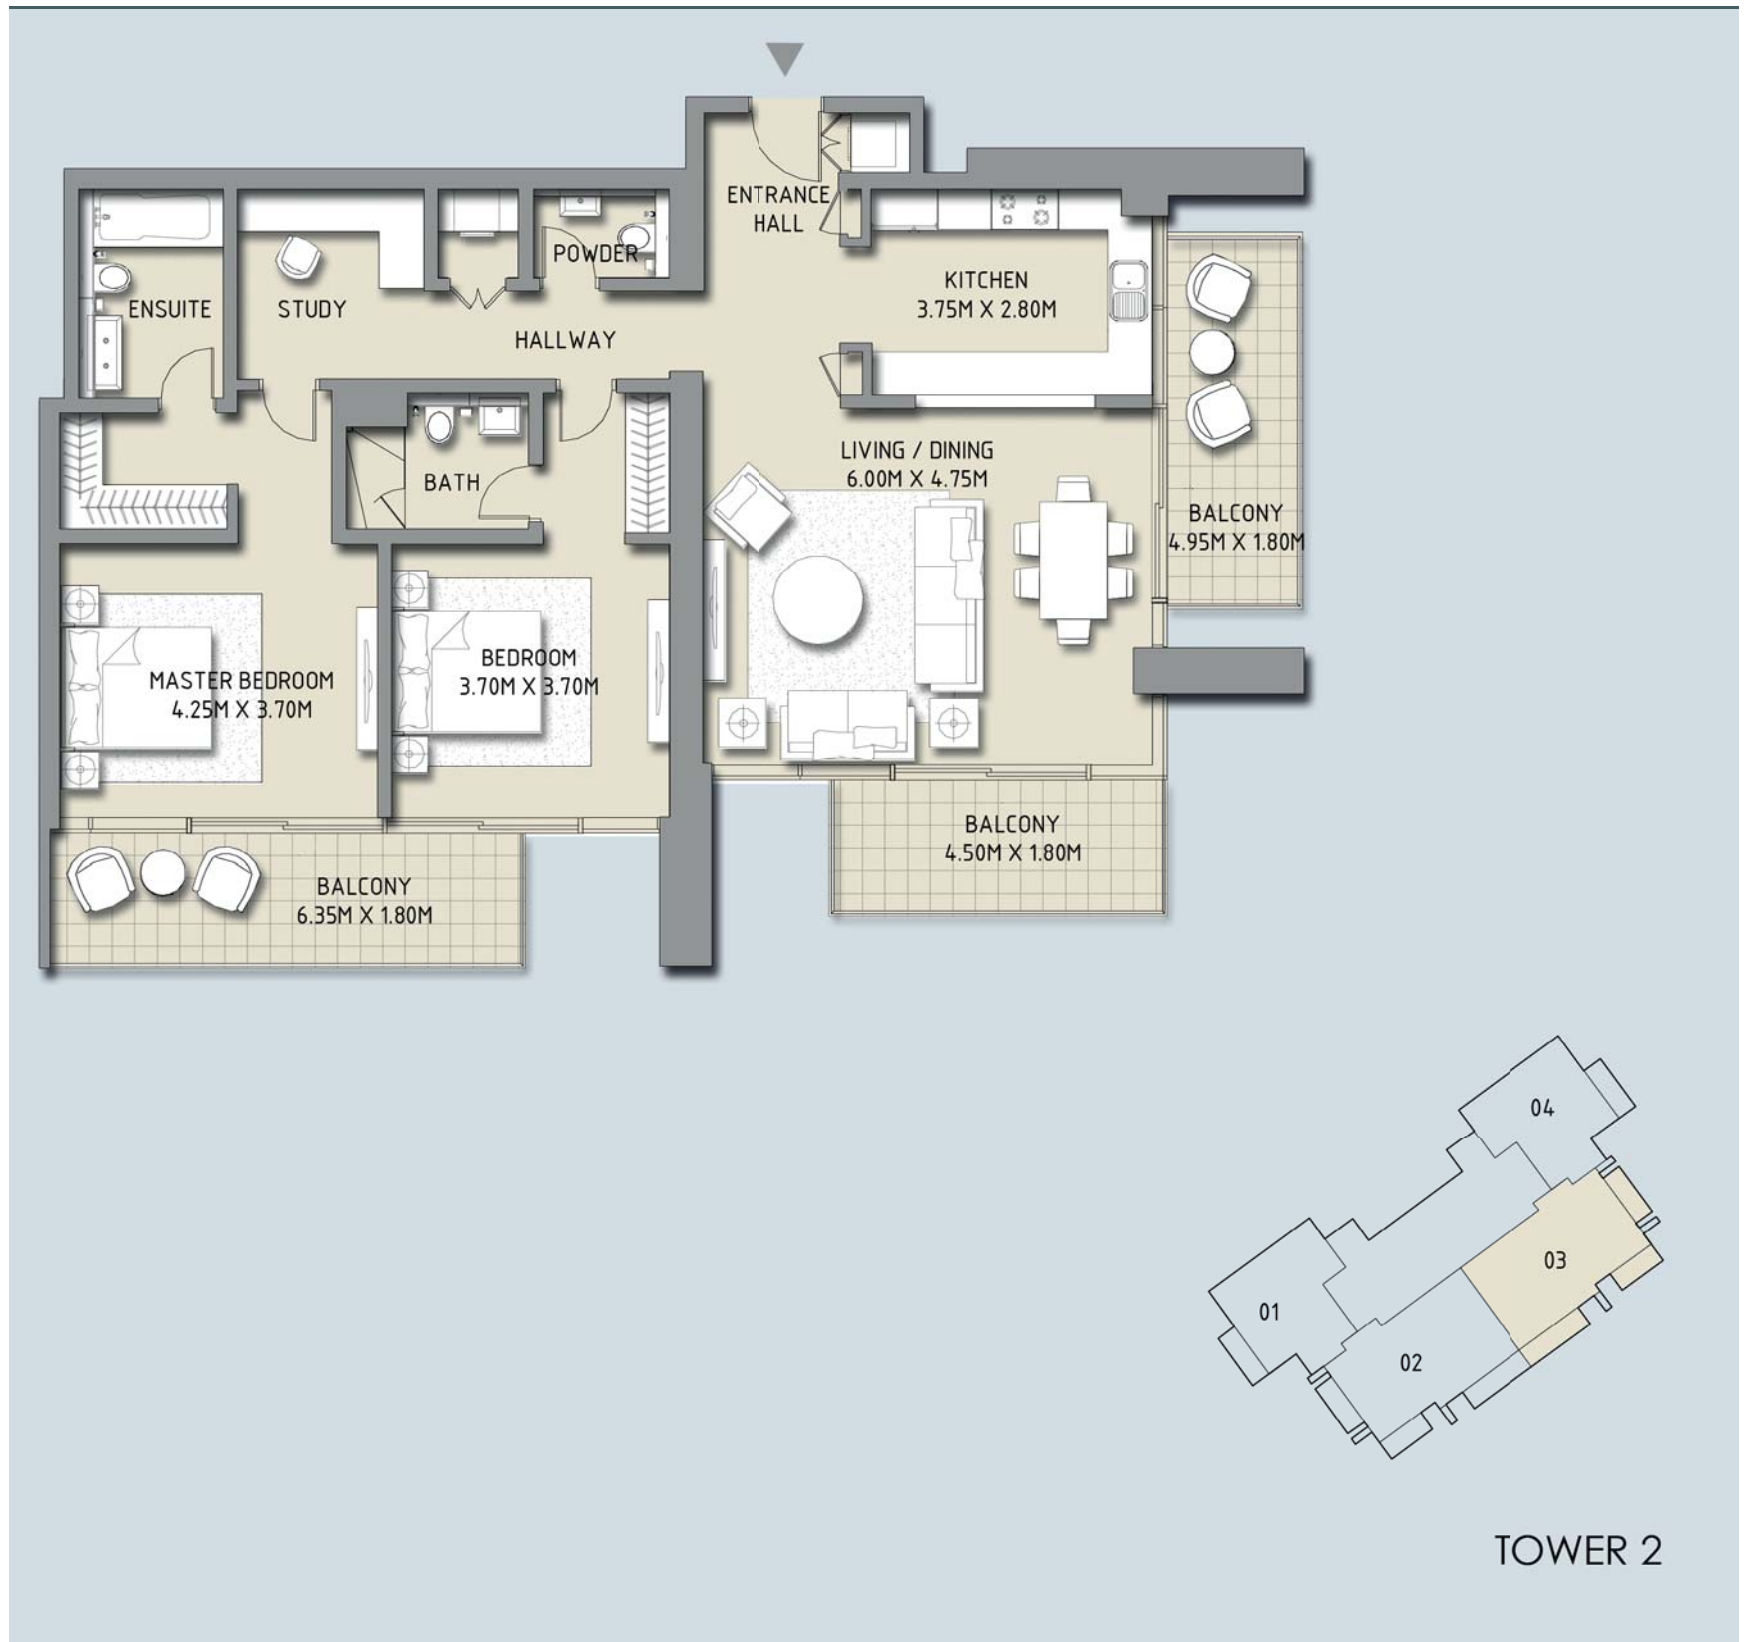 ENTRANCE
HALL
POWDER
ENSUITE
STUDY
KITCHEN
3.75M X 2.80M
HALLWAY
LIVING / DINING
6.00M X 4.75M
BATH
BALCONY
4.95M X 1.80M
BEDROOM
3.70M X 3.70M
MASTER BEDROOM
4.25M X 3.70M
BALCONY
4.50M X 1.80M
BALCONY
6.35M X 1.80M
04
03
01
02
TOWER 2